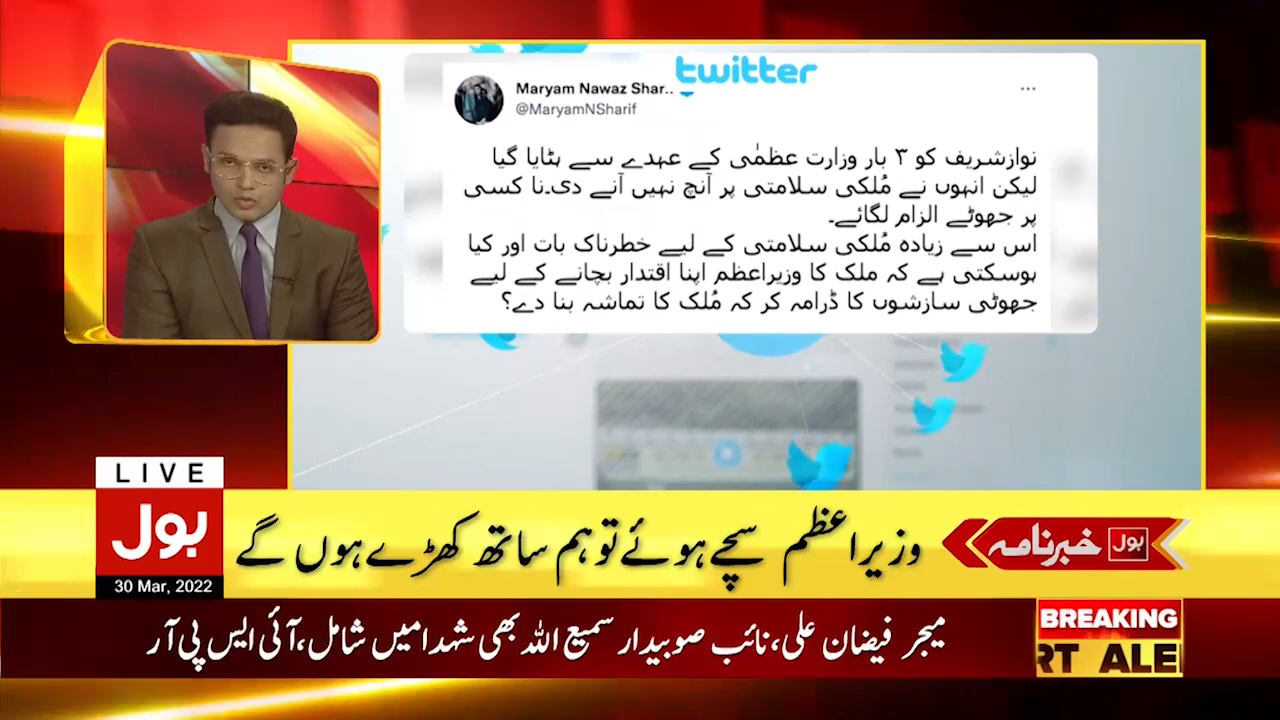 twitter
Maryam Nawaz Shar..
@MaryamNSharif
نوازشریف کو ۳ بار وزارت عظمٰی کے عہدے سے ہٹایا گیا
لیکن انہوں نے مُلکی سلامتی پر آنچ نہیں آنے دی۔نا کسی
پر جھوٹے الزام لگائے۔
اس سے زیادہ مُلکی سلامتی کے لیے خطرناک بات اور کیا
ہوسکتی ہے کہ ملک کا وزیراعظم اپنا اقتدار بچانے کے لیے
جھوٹی سازشوں کا ڈرامہ کر کہ مُلک کا تماشہ بنا دے؟
LIVE
بول
30 Mar, 2022
وزیراعظم سچے ہوئے تو ہم ساتھ کھڑے ہوں گے
بول خبرنامہ
میجر فیضان علی، نائب صوبیدار سمیع اللہ بھی شہدا میں شامل، آئی ایس پی آر
BREAKING
RT ALE